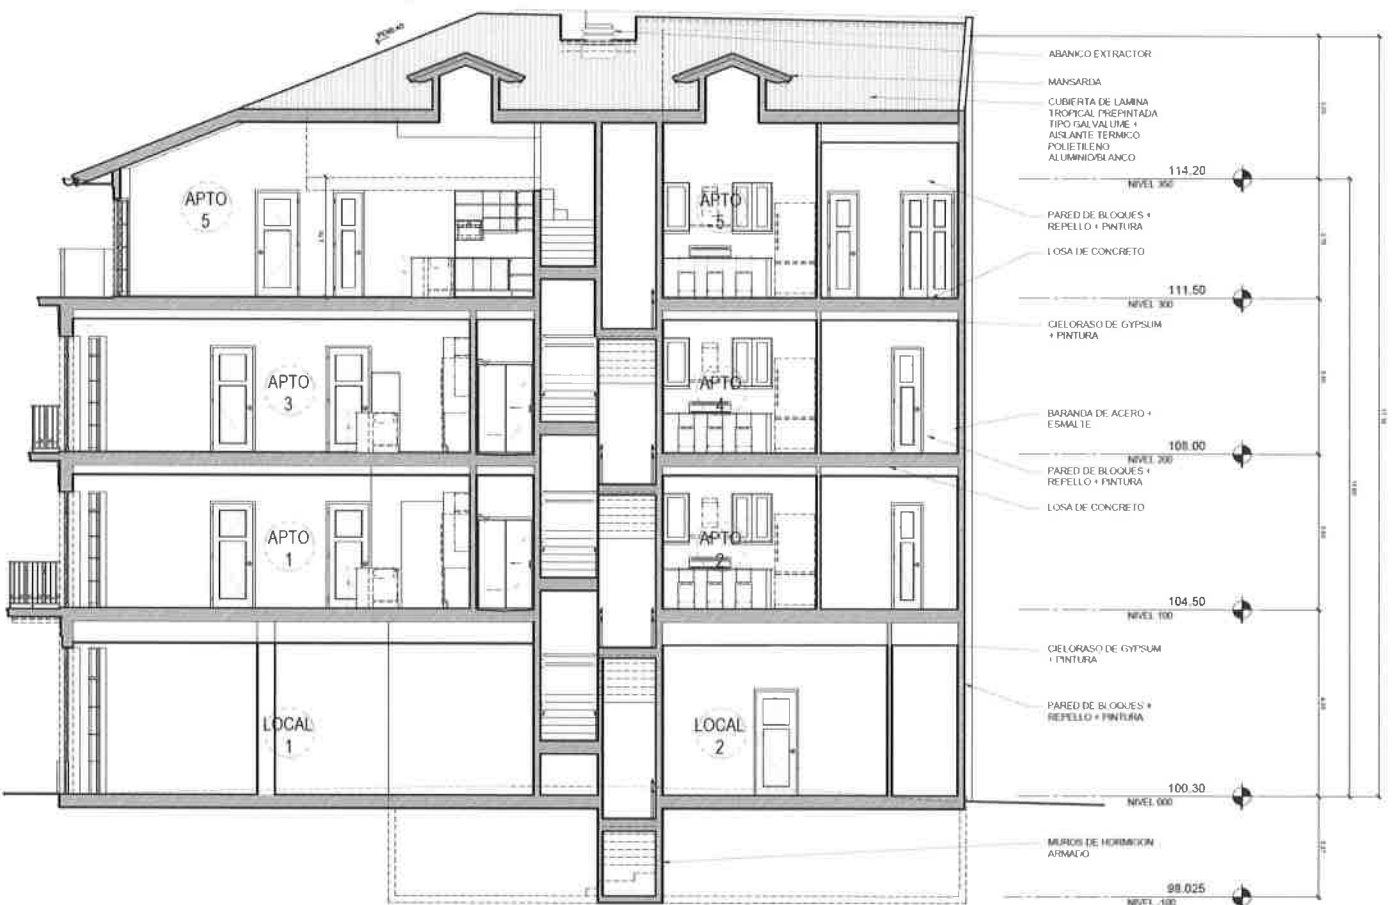 ABANICO EXTRACTOR
MANSARDA
CUBIERTA DE LAMINA
TROPICAL PREPINTADA
TIPO GALVALUME +
AISLANTE TERMICO
POLIETILENO
ALUMINIO/BLANCO
114.20
NIVEL 350
PARED DE BLOQUES +
REPELLO + PINTURA
LOSA DE CONCRETO
111.50
NIVEL 300
CIELORASO DE GYPSUM
+ PINTURA
BARANDA DE ACERO +
ESMALTE
108.00
NIVEL 200
PARED DE BLOQUES +
REPELLO + PINTURA
LOSA DE CONCRETO
104.50
NIVEL 100
CIELORASO DE GYPSUM
+ PINTURA
PARED DE BLOQUES +
REPELLO + PINTURA
100.30
NIVEL 000
MUROS DE HORMIGON
ARMADO
98.025
NIVEL -100
APTO
5
APTO
5
APTO
3
APTO
4
APTO
1
APTO
2
LOCAL
1
LOCAL
2